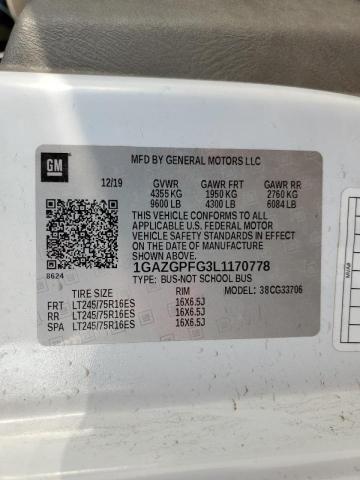 GM
MFD BY GENERAL MOTORS LLC
12/19 GVWR GAWR FRT GAWR RR
4355 KG 1950 KG 2760 KG
9600 LB 4300 LB 6084 LB
THIS VEHICLE CONFORMS TO ALL
APPLICABLE U.S. FEDERAL MOTOR
VEHICLE SAFETY STANDARDS IN
EFFECT ON THE DATE OF
MANUFACTURE SHOWN ABOVE.
1GAZGPFG3L1170778
8624 TYPE: BUS-NOT SCHOOL BUS
TIRE SIZE RIM MODEL: 38CG33706
FRT LT245/75R16ES 16X6.5J
RR LT245/75R16ES 16X6.5J
SPA LT245/75R16ES 16X6.5J